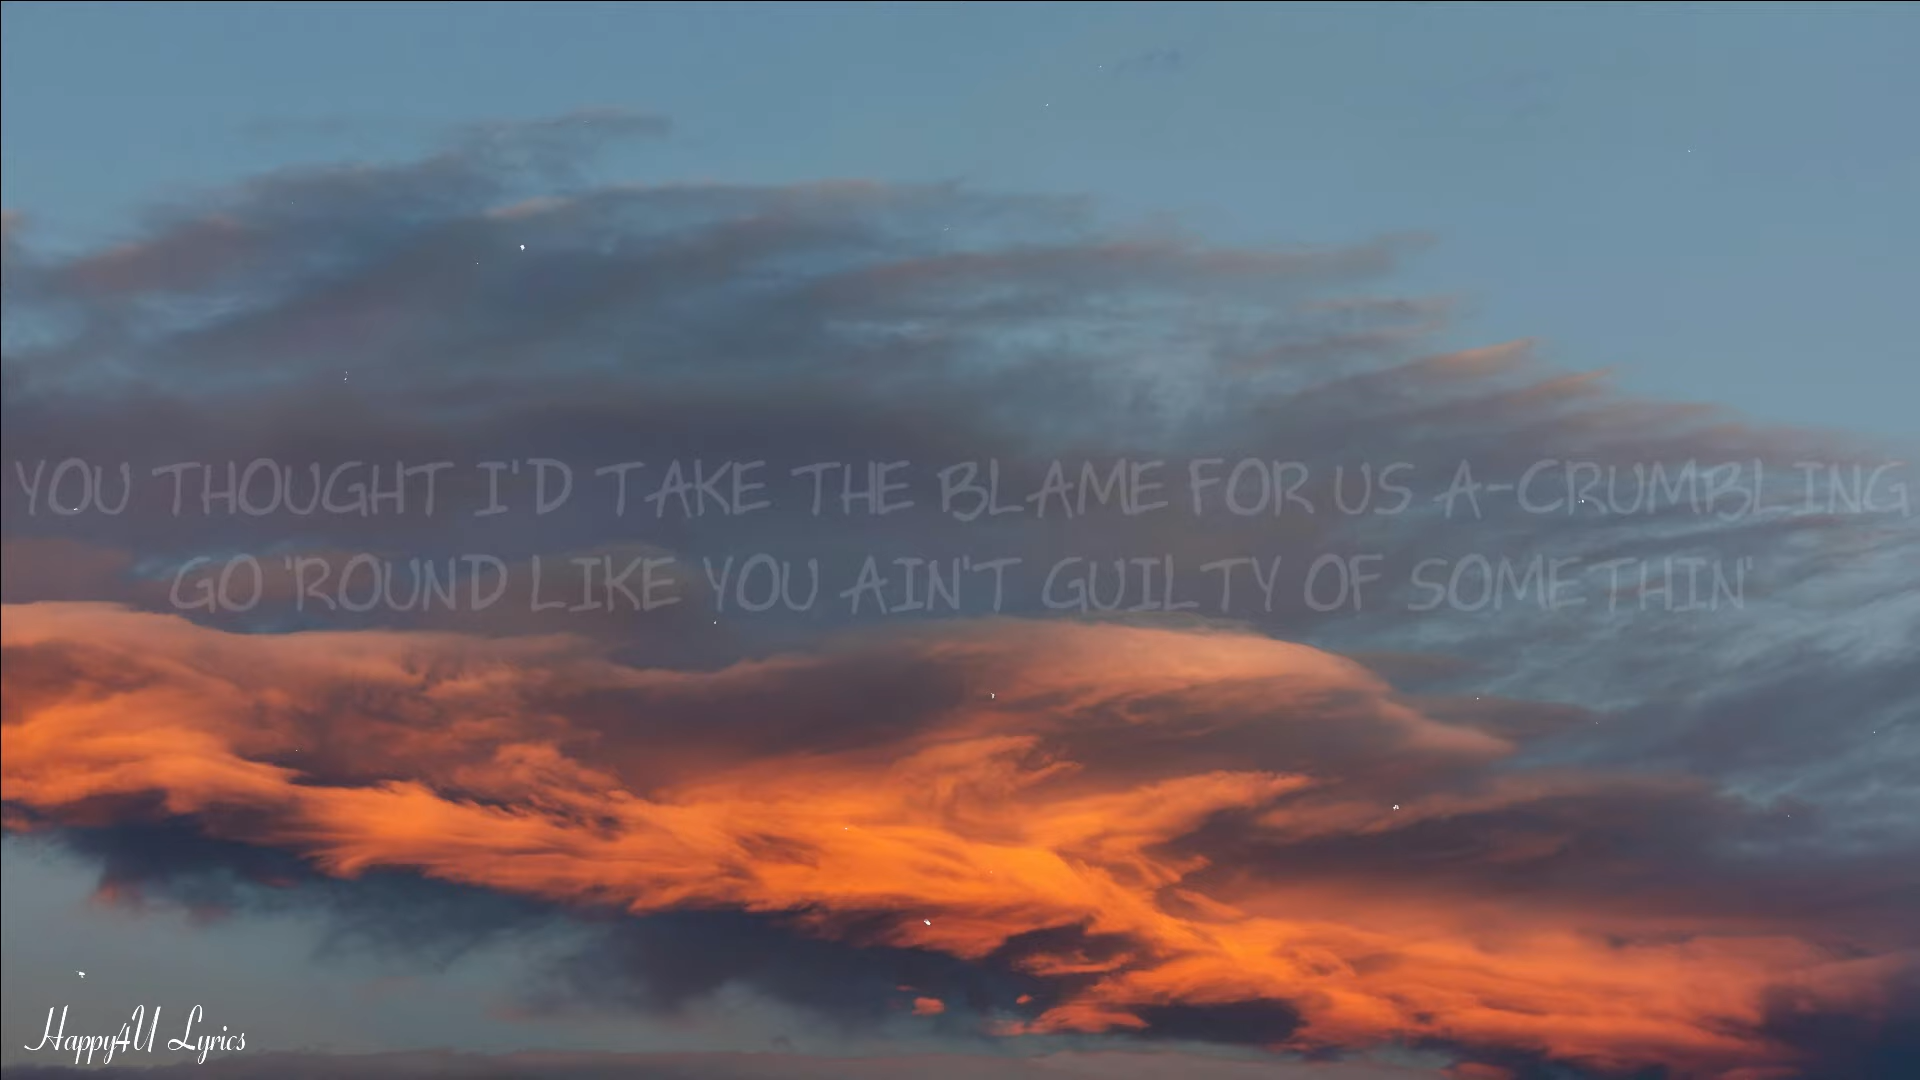 YOU THOUGHT I'D TAKE THE BLAME FOR US A-CRUMBLING
GO 'ROUND LIKE YOU AIN'T GUILTY OF SOMETHIN'
Happy4U Lyrics